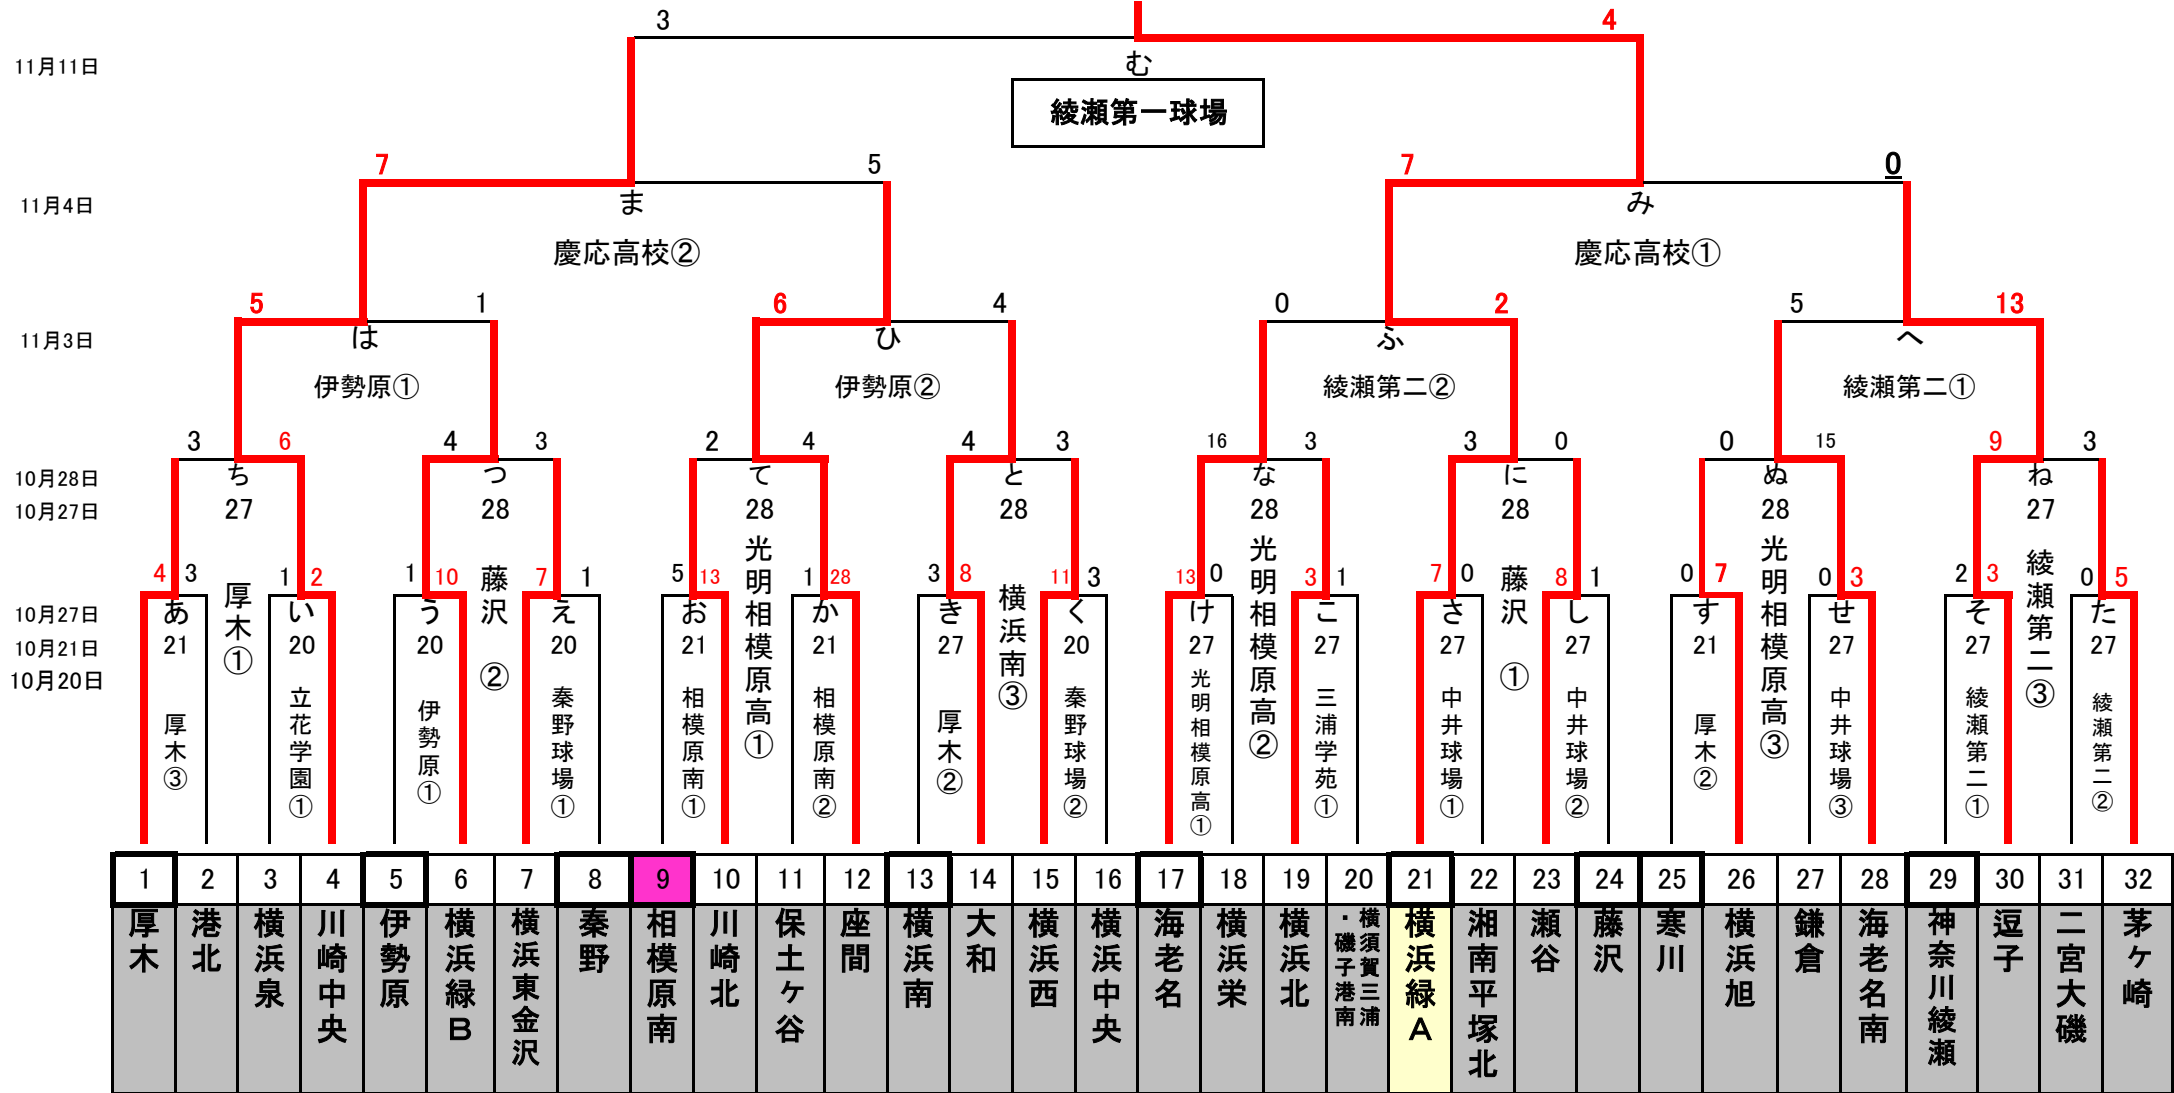 3 4
11月11日
む
綾瀬第一球場
7 5 7 0
11月4日
ま み
慶応高校② 慶応高校①
5 1 6 4 0 2 5 13
11月3日
は ひ ふ へ
伊勢原① 伊勢原② 綾瀬第二② 綾瀬第二①
3 6 4 3 2 4 4 3 16 3 3 0 0 15 9 3
10月28日
ち つ て と な に ぬ ね
10月27日
27 28 28 28 28 28 28 27
厚木① 藤沢② 光明相模原高① 横浜南③ 光明相模原高② 藤沢① 光明相模原高③ 綾瀬第二③
4 3 1 2 1 10 7 1 5 13 1 28 3 8 11 3 13 0 3 1 7 0 8 1 0 7 0 3 2 3 0 5
10月27日
あ い う え お か き く け こ さ し す せ そ た
10月21日
21 20 20 20 21 21 27 20 27 27 27 27 21 27 27 27
10月20日
厚木③ 立花学園① 伊勢原① 秦野球場① 相模原南① 相模原南② 厚木② 秦野球場② 光明相模原高① 三浦学苑① 中井球場① 中井球場② 厚木② 中井球場③ 綾瀬第二① 綾瀬第二②
1 2 3 4 5 6 7 8 9 10 11 12 13 14 15 16 17 18 19 20 21 22 23 24 25 26 27 28 29 30 31 32
厚木
港北
横浜泉
川崎中央
伊勢原
横浜緑B
横浜東金沢
秦野
相模原南
川崎北
保土ヶ谷
座間
横浜南
大和
横浜西
横浜中央
海老名
横浜栄
横浜北
横須賀三浦
・磯子港南
横浜緑A
湘南平塚北
瀬谷
藤沢
寒川
横浜旭
鎌倉
海老名南
神奈川綾瀬
逗子
二宮大磯
茅ケ崎